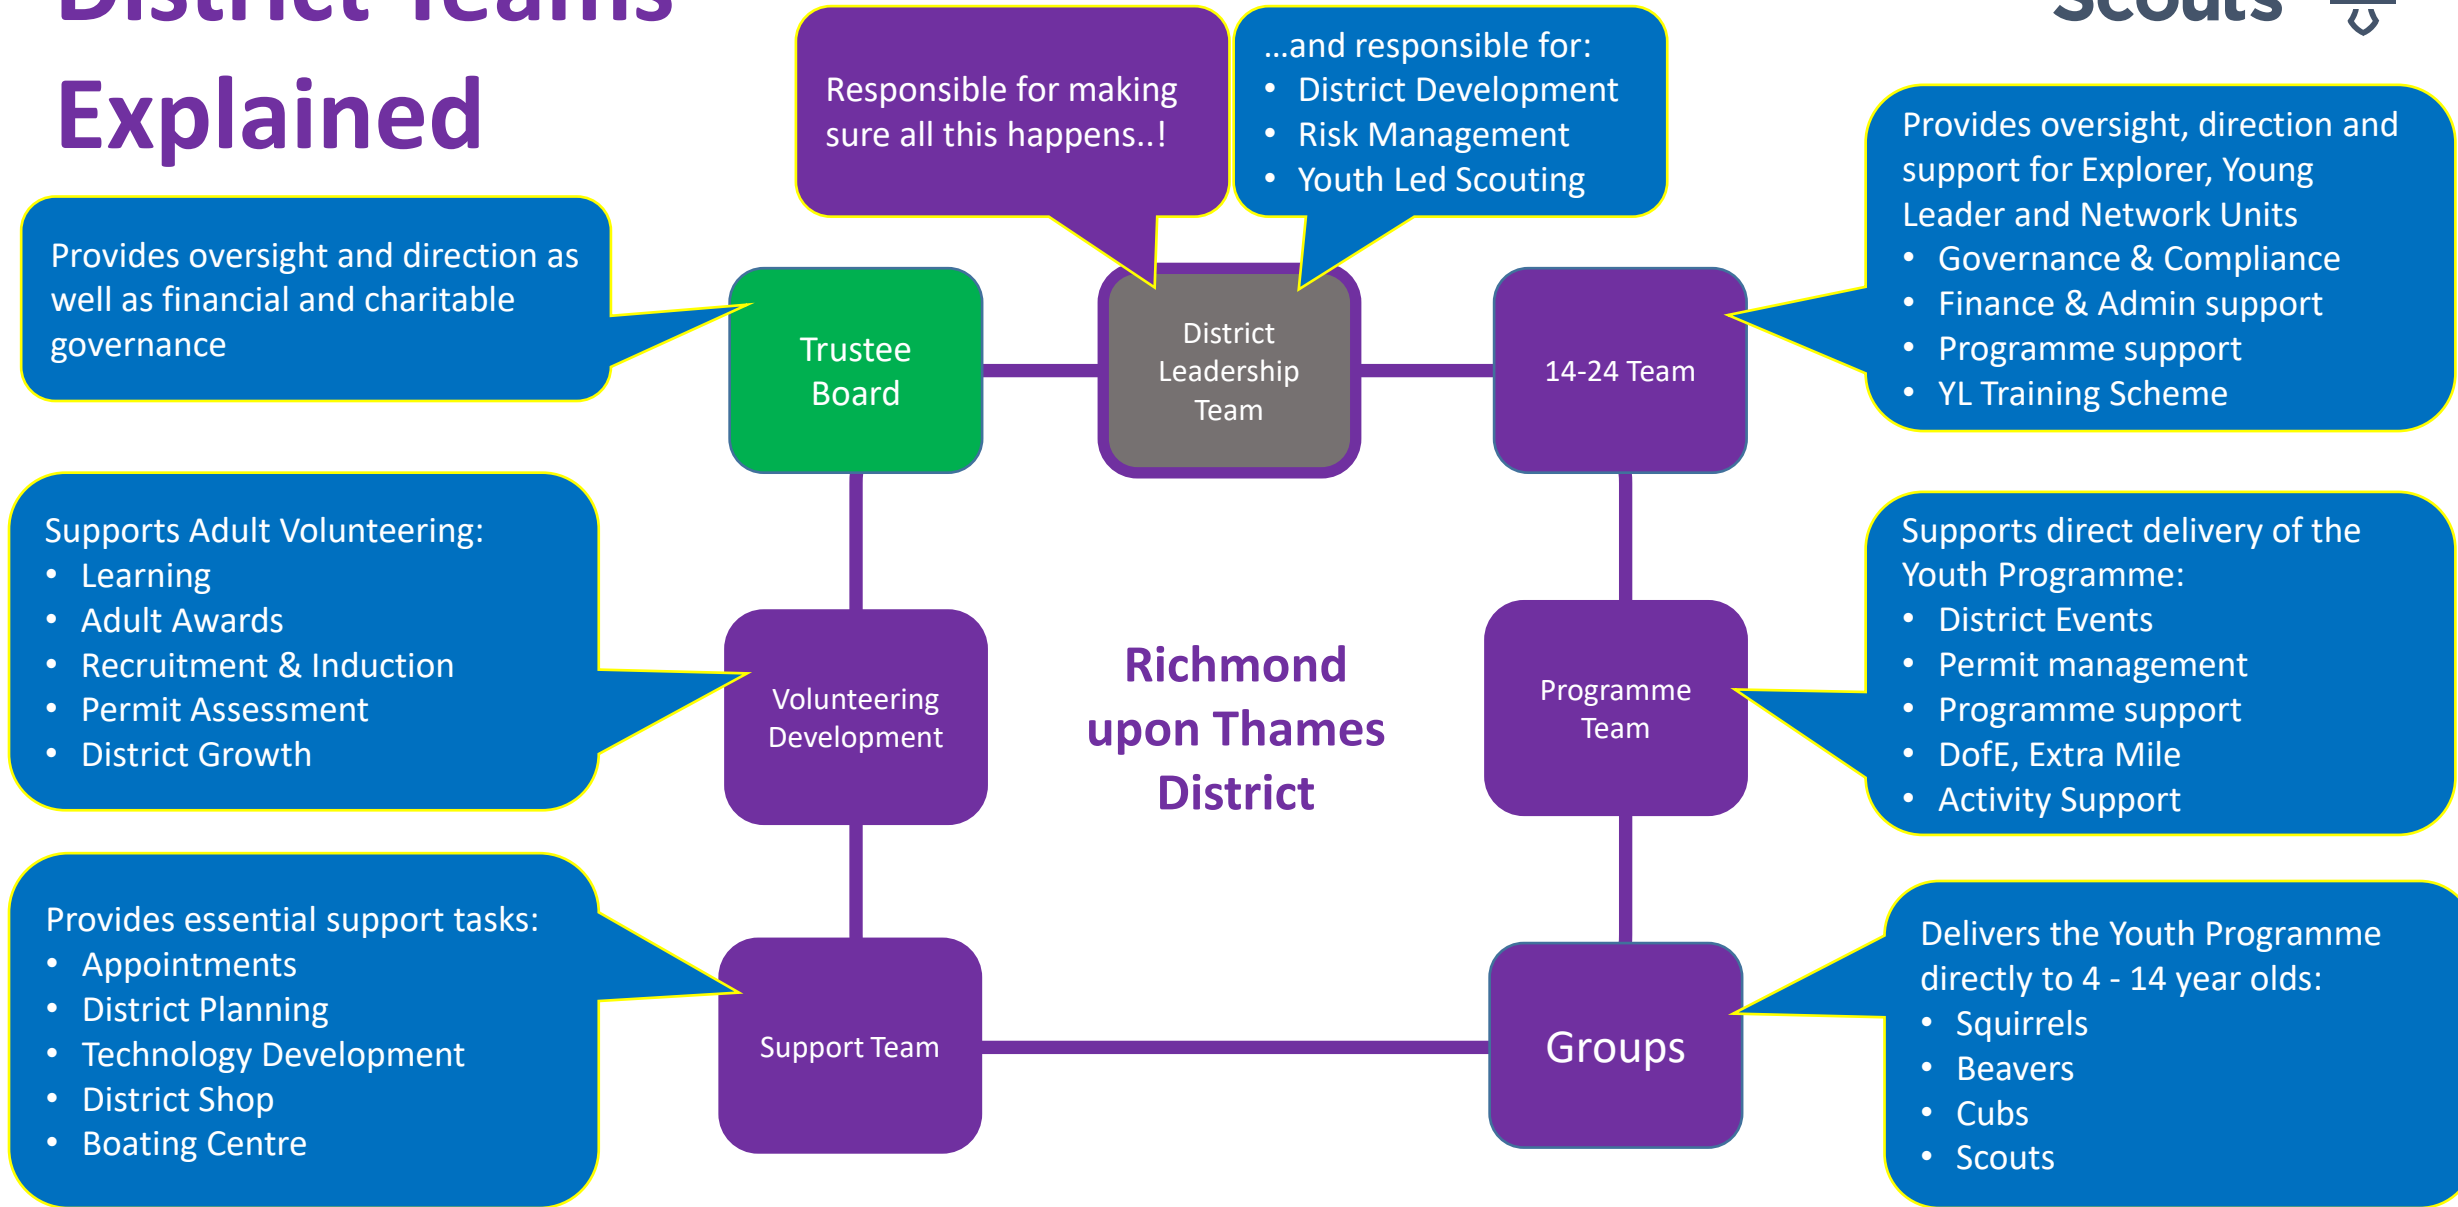 District Teams
Explained
Scouts
Responsible for making
sure all this happens..!
...and responsible for:
• District Development
• Risk Management
• Youth Led Scouting
Provides oversight, direction and
support for Explorer, Young
Leader and Network Units
• Governance & Compliance
• Finance & Admin support
• Programme support
• YL Training Scheme
Provides oversight and direction as
well as financial and charitable
governance
Trustee
Board
District
Leadership
Team
14-24 Team
Supports Adult Volunteering:
• Learning
• Adult Awards
• Recruitment & Induction
• Permit Assessment
• District Growth
Volunteering
Development
Richmond
upon Thames
District
Programme
Team
Supports direct delivery of the
Youth Programme:
• District Events
• Permit management
• Programme support
• DofE, Extra Mile
• Activity Support
Provides essential support tasks:
• Appointments
• District Planning
• Technology Development
• District Shop
• Boating Centre
Support Team
Groups
Delivers the Youth Programme
directly to 4 - 14 year olds:
• Squirrels
• Beavers
• Cubs
• Scouts